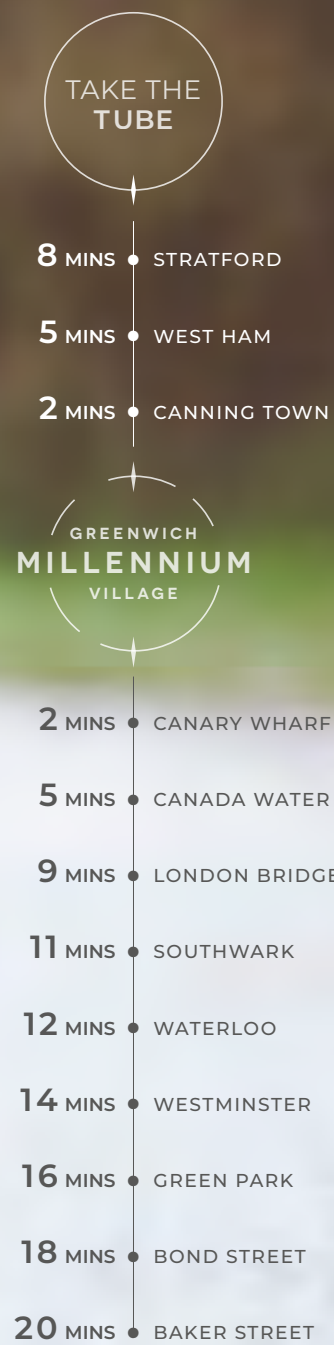 TAKE THE
TUBE
8 MINS STRATFORD
5 MINS WEST HAM
2 MINS CANNING TOWN
GREENWICH
MILLENNIUM
VILLAGE
2 MINS CANARY WHARF
5 MINS CANADA WATER
9 MINS LONDON BRIDGE
11 MINS SOUTHWARK
12 MINS WATERLOO
14 MINS WESTMINSTER
16 MINS GREEN PARK
18 MINS BOND STREET
20 MINS BAKER STREET